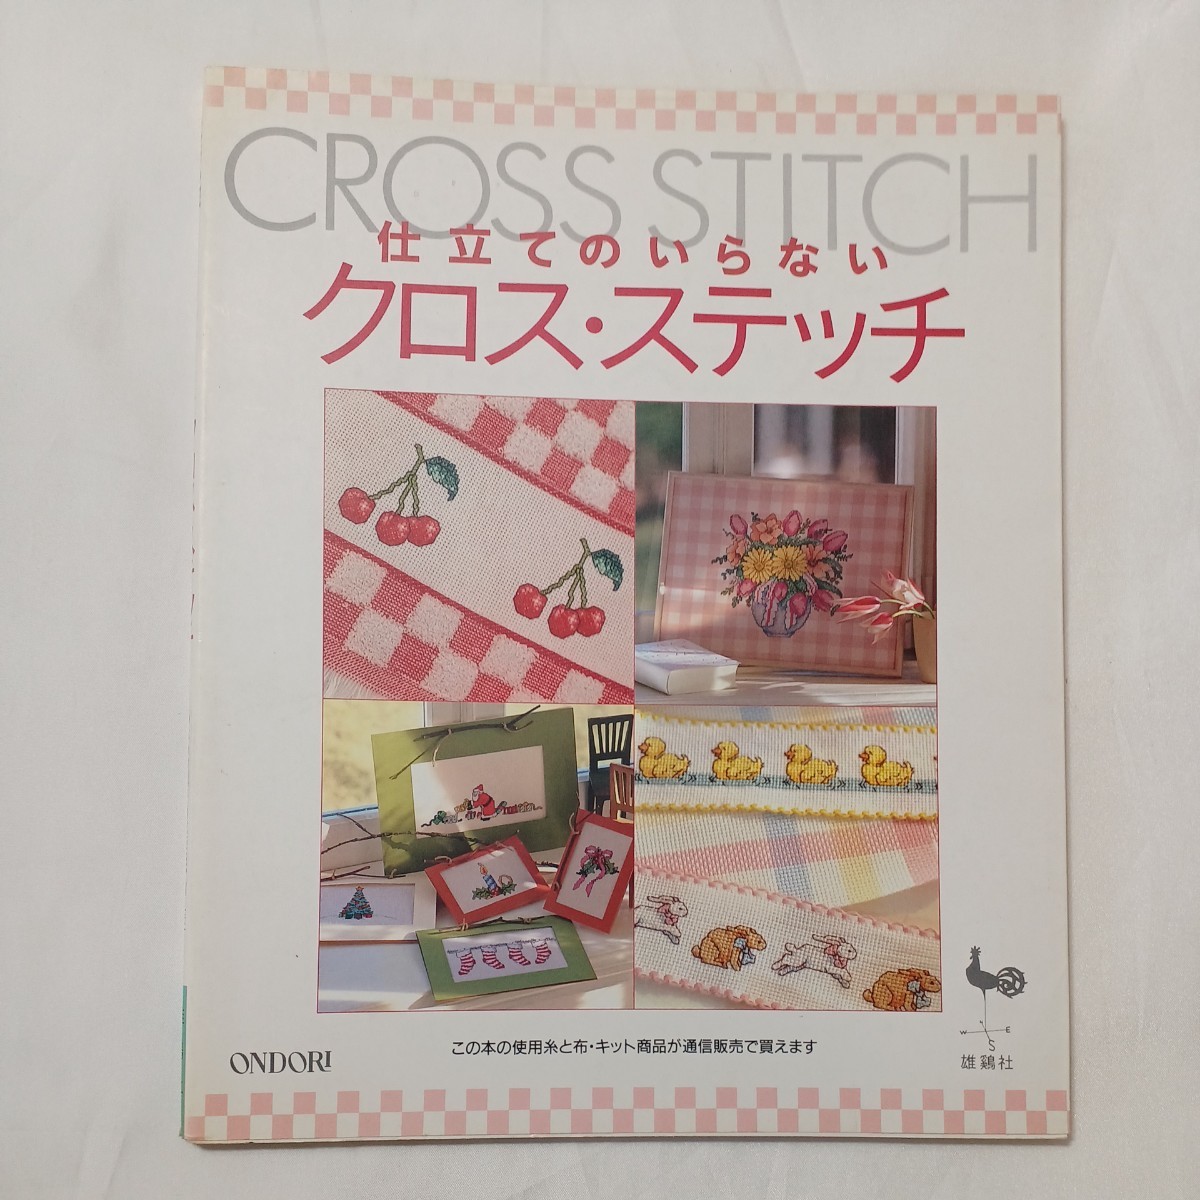 CROSS STITCH
仕立てのいらない
クロス・ステッチ
この本の使用糸と布・キット商品が通信販売で買えます
ONDORI
W E
S
雄鷄社